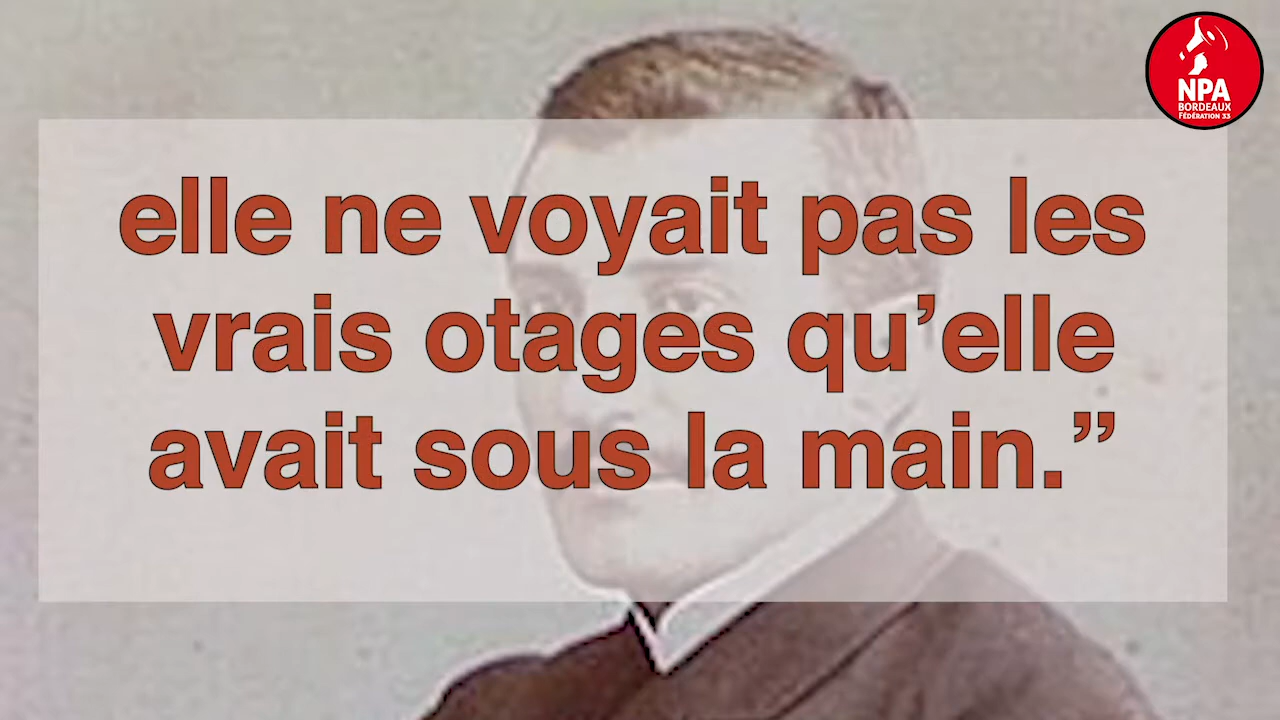 NPA
BORDEAUX
FÉDÉRATION 33
elle ne voyait pas les
vrais otages qu’elle
avait sous la main.”